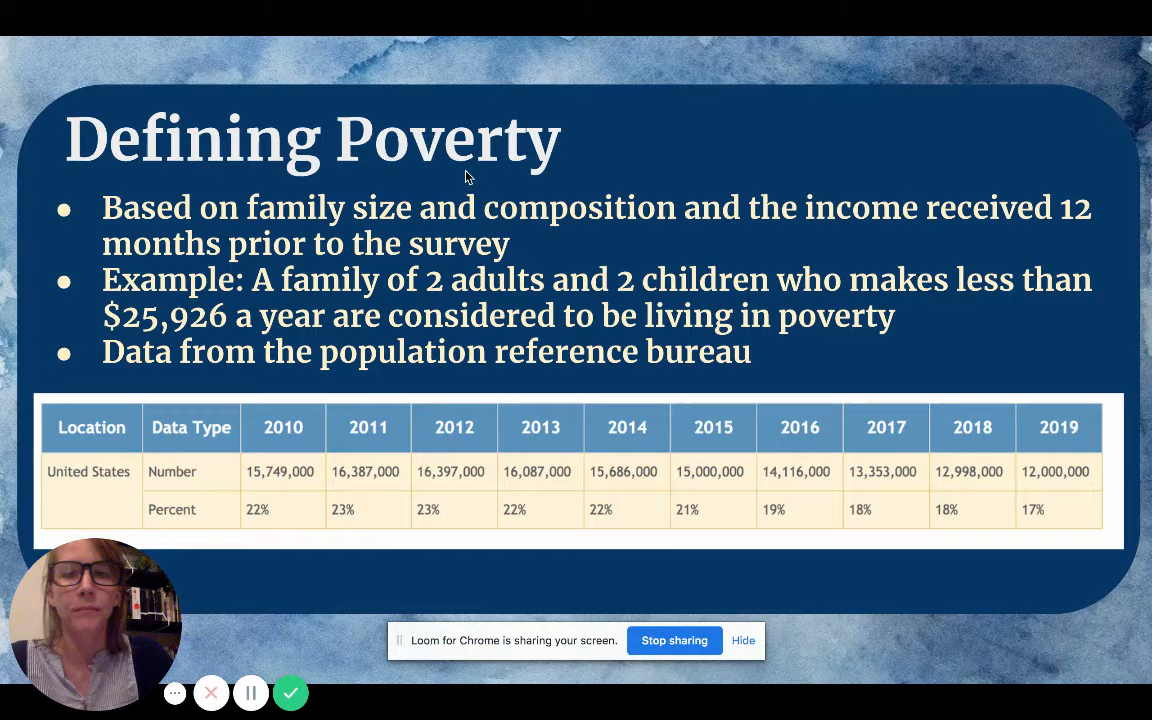 Defining Poverty
● Based on family size and composition and the income received 12
months prior to the survey
● Example: A family of 2 adults and 2 children who makes less than
$25,926 a year are considered to be living in poverty
● Data from the population reference bureau
Location Data Type 2010 2011 2012 2013 2014 2015 2016 2017 2018 2019
United States Number 15,749,000 16,387,000 16,397,000 16,087,000 15,686,000 15,000,000 14,116,000 13,353,000 12,998,000 12,000,000
Percent 22% 23% 23% 22% 22% 21% 19% 18% 18% 17%
Loom for Chrome is sharing your screen. Stop sharing Hide